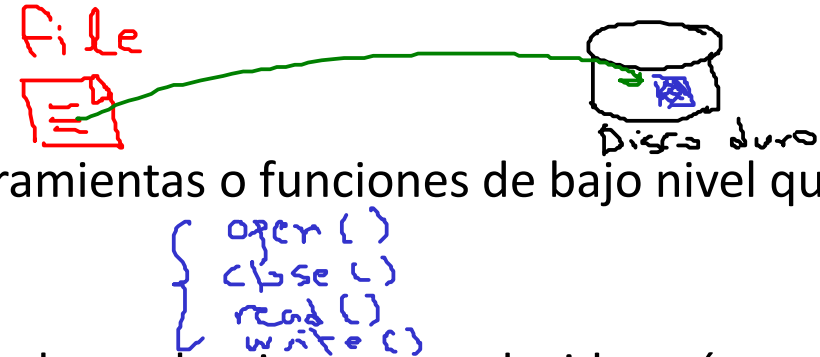 File
Disco duro
ramientas o funciones de bajo nivel qu
open ( )
close ( )
read ( )
write ( )